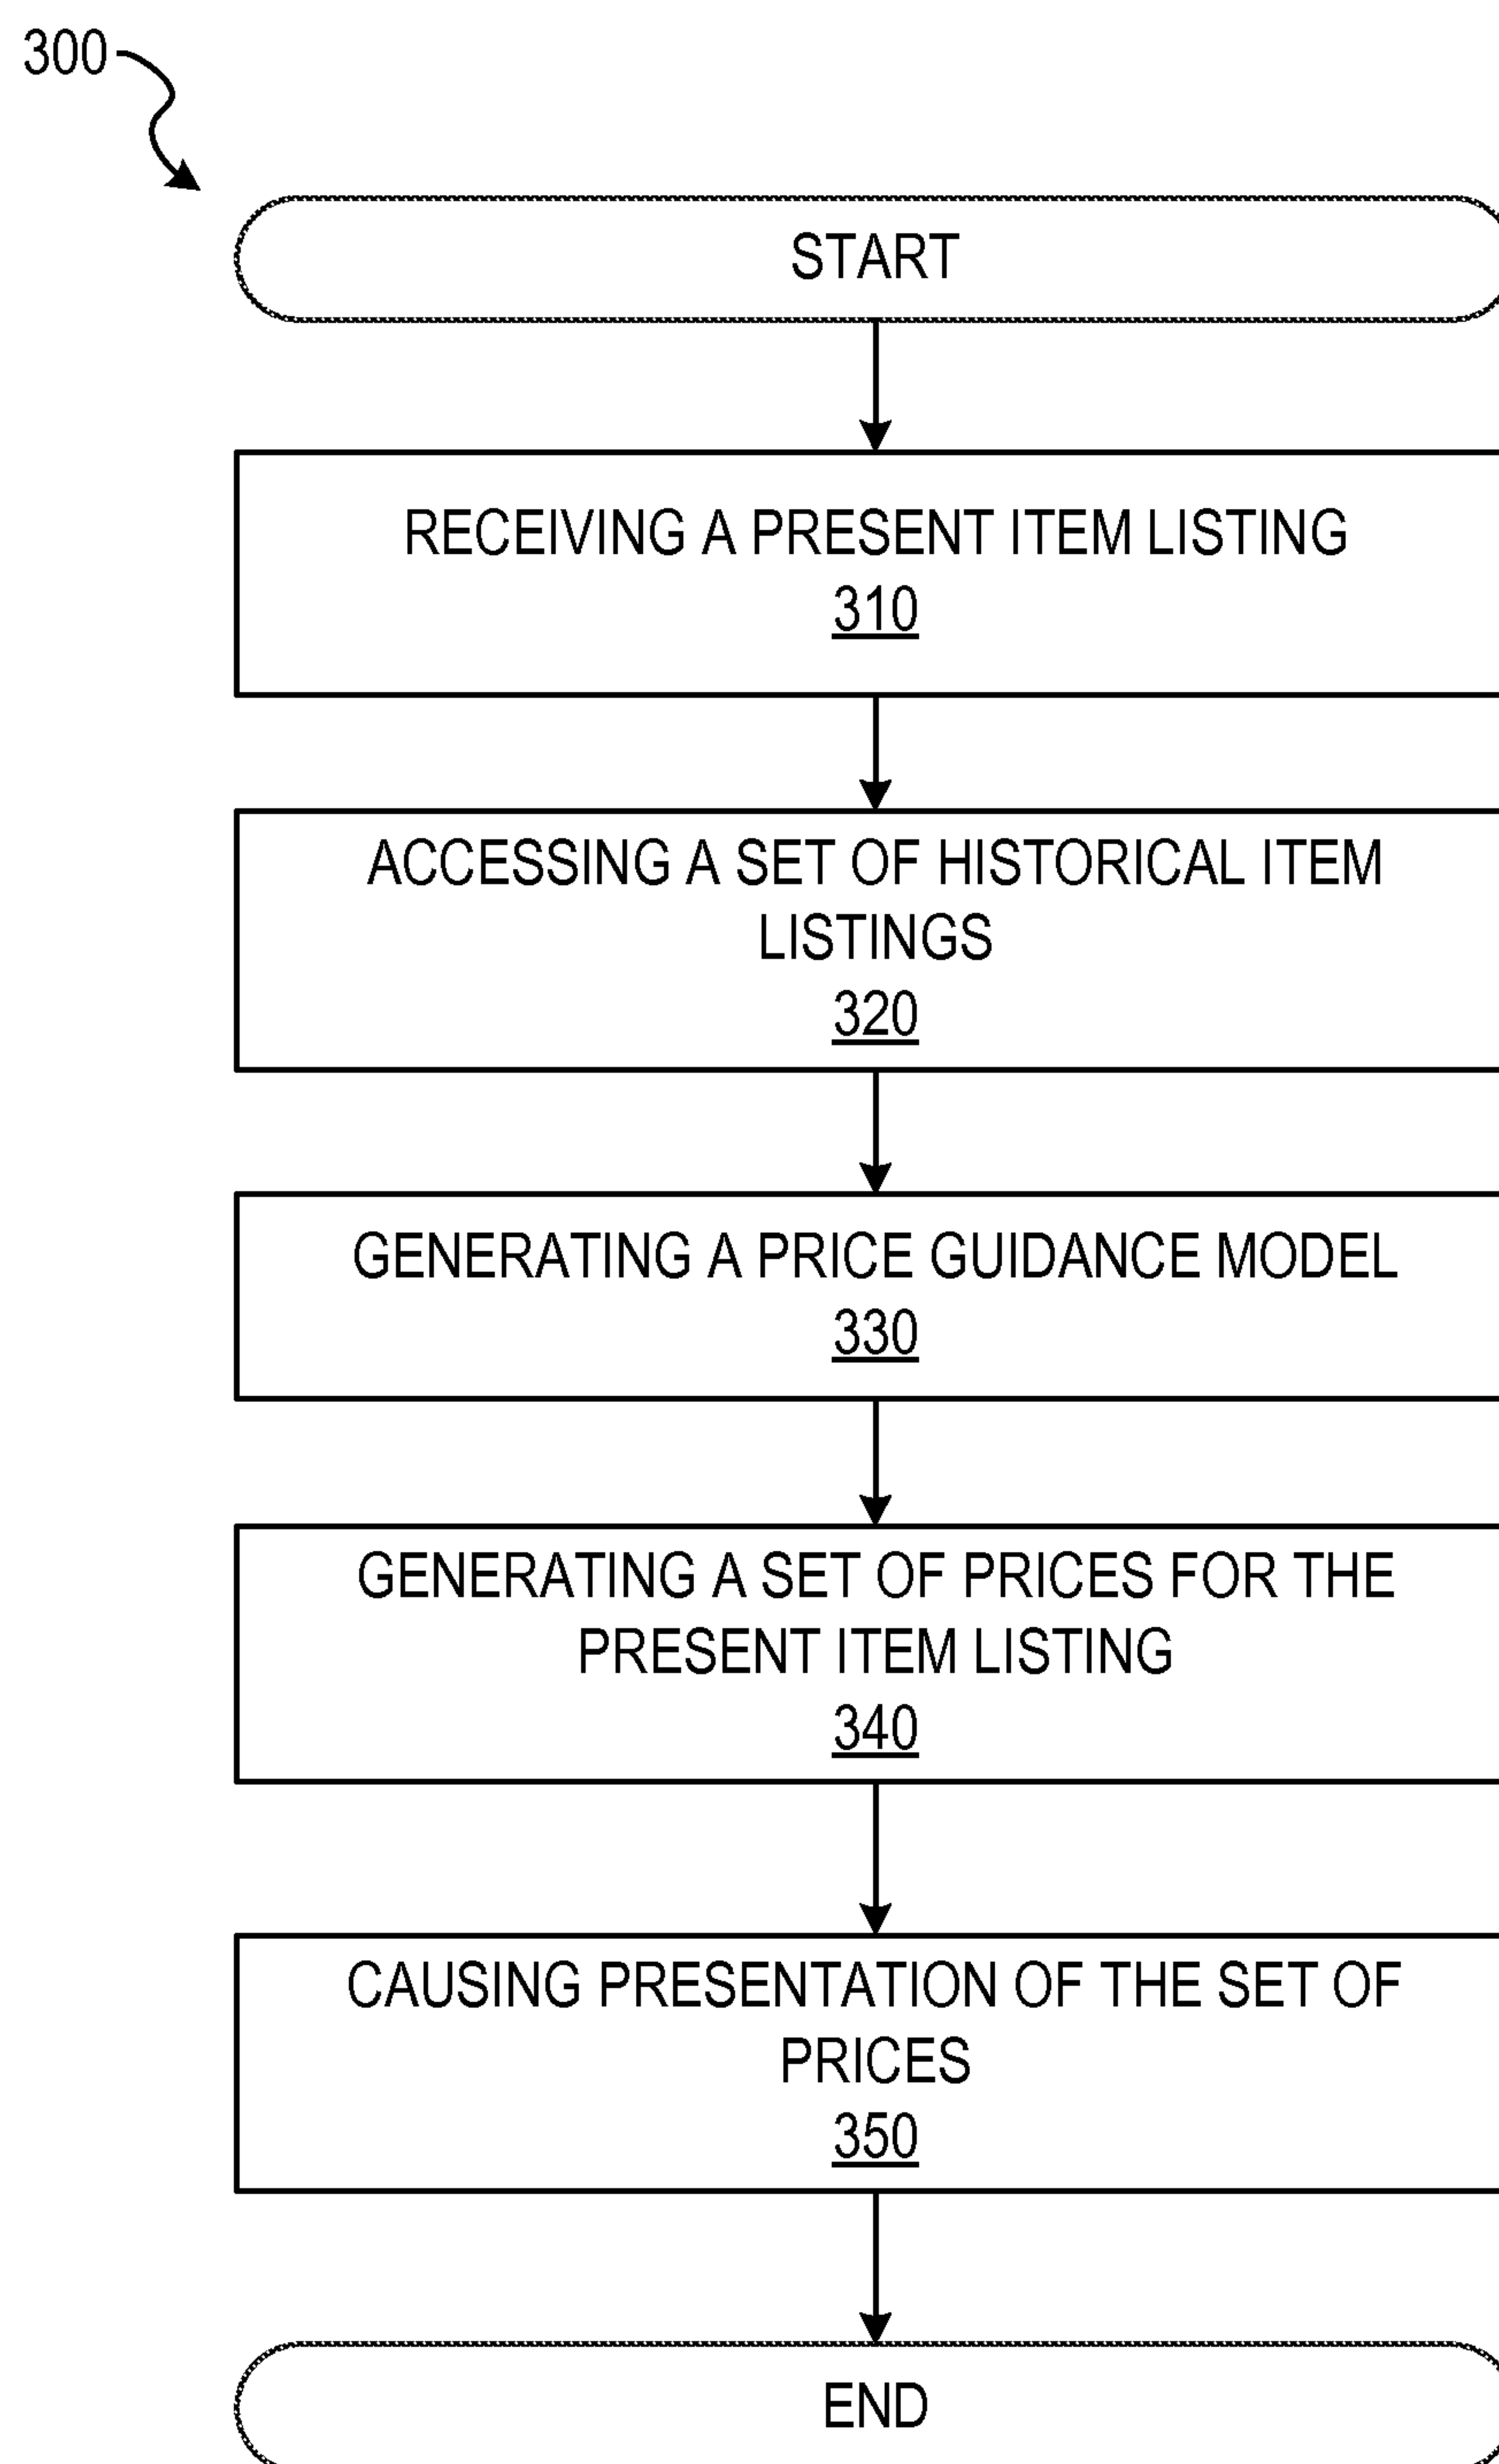 300
START
RECEIVING A PRESENT ITEM LISTING
310
ACCESSING A SET OF HISTORICAL ITEM
LISTINGS
320
GENERATING A PRICE GUIDANCE MODEL
330
GENERATING A SET OF PRICES FOR THE
PRESENT ITEM LISTING
340
CAUSING PRESENTATION OF THE SET OF
PRICES
350
END